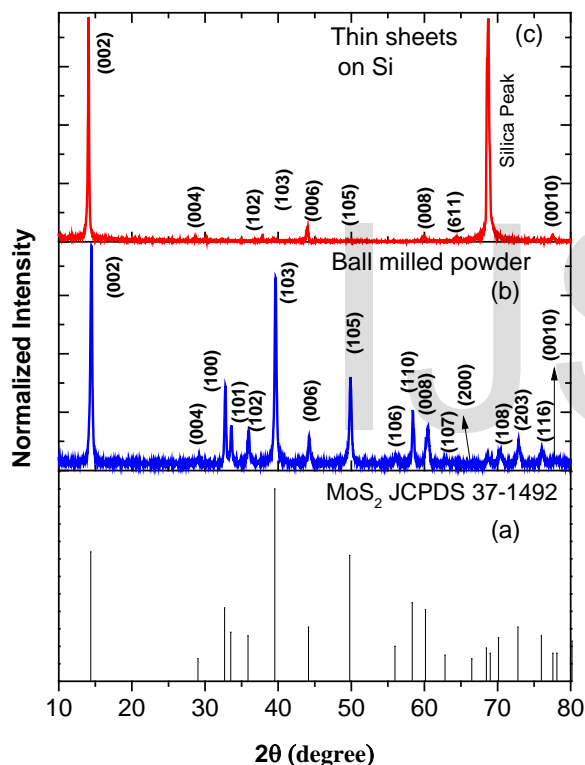 Thin sheets
on Si
(c)
(002)
(004)
(102)
(103)
(006)
(105)
(008)
(611)
Silica Peak
(0010)
Ball milled powder
(b)
(002)
(004)
(100)
(101)
(102)
(103)
(006)
(105)
(106)
(110)
(008)
(107)
(200)
(108)
(203)
(116)
(0010)
MoS₂ JCPDS 37-1492
(a)
Normalized Intensity
10 20 30 40 50 60 70 80
2θ (degree)
IJS